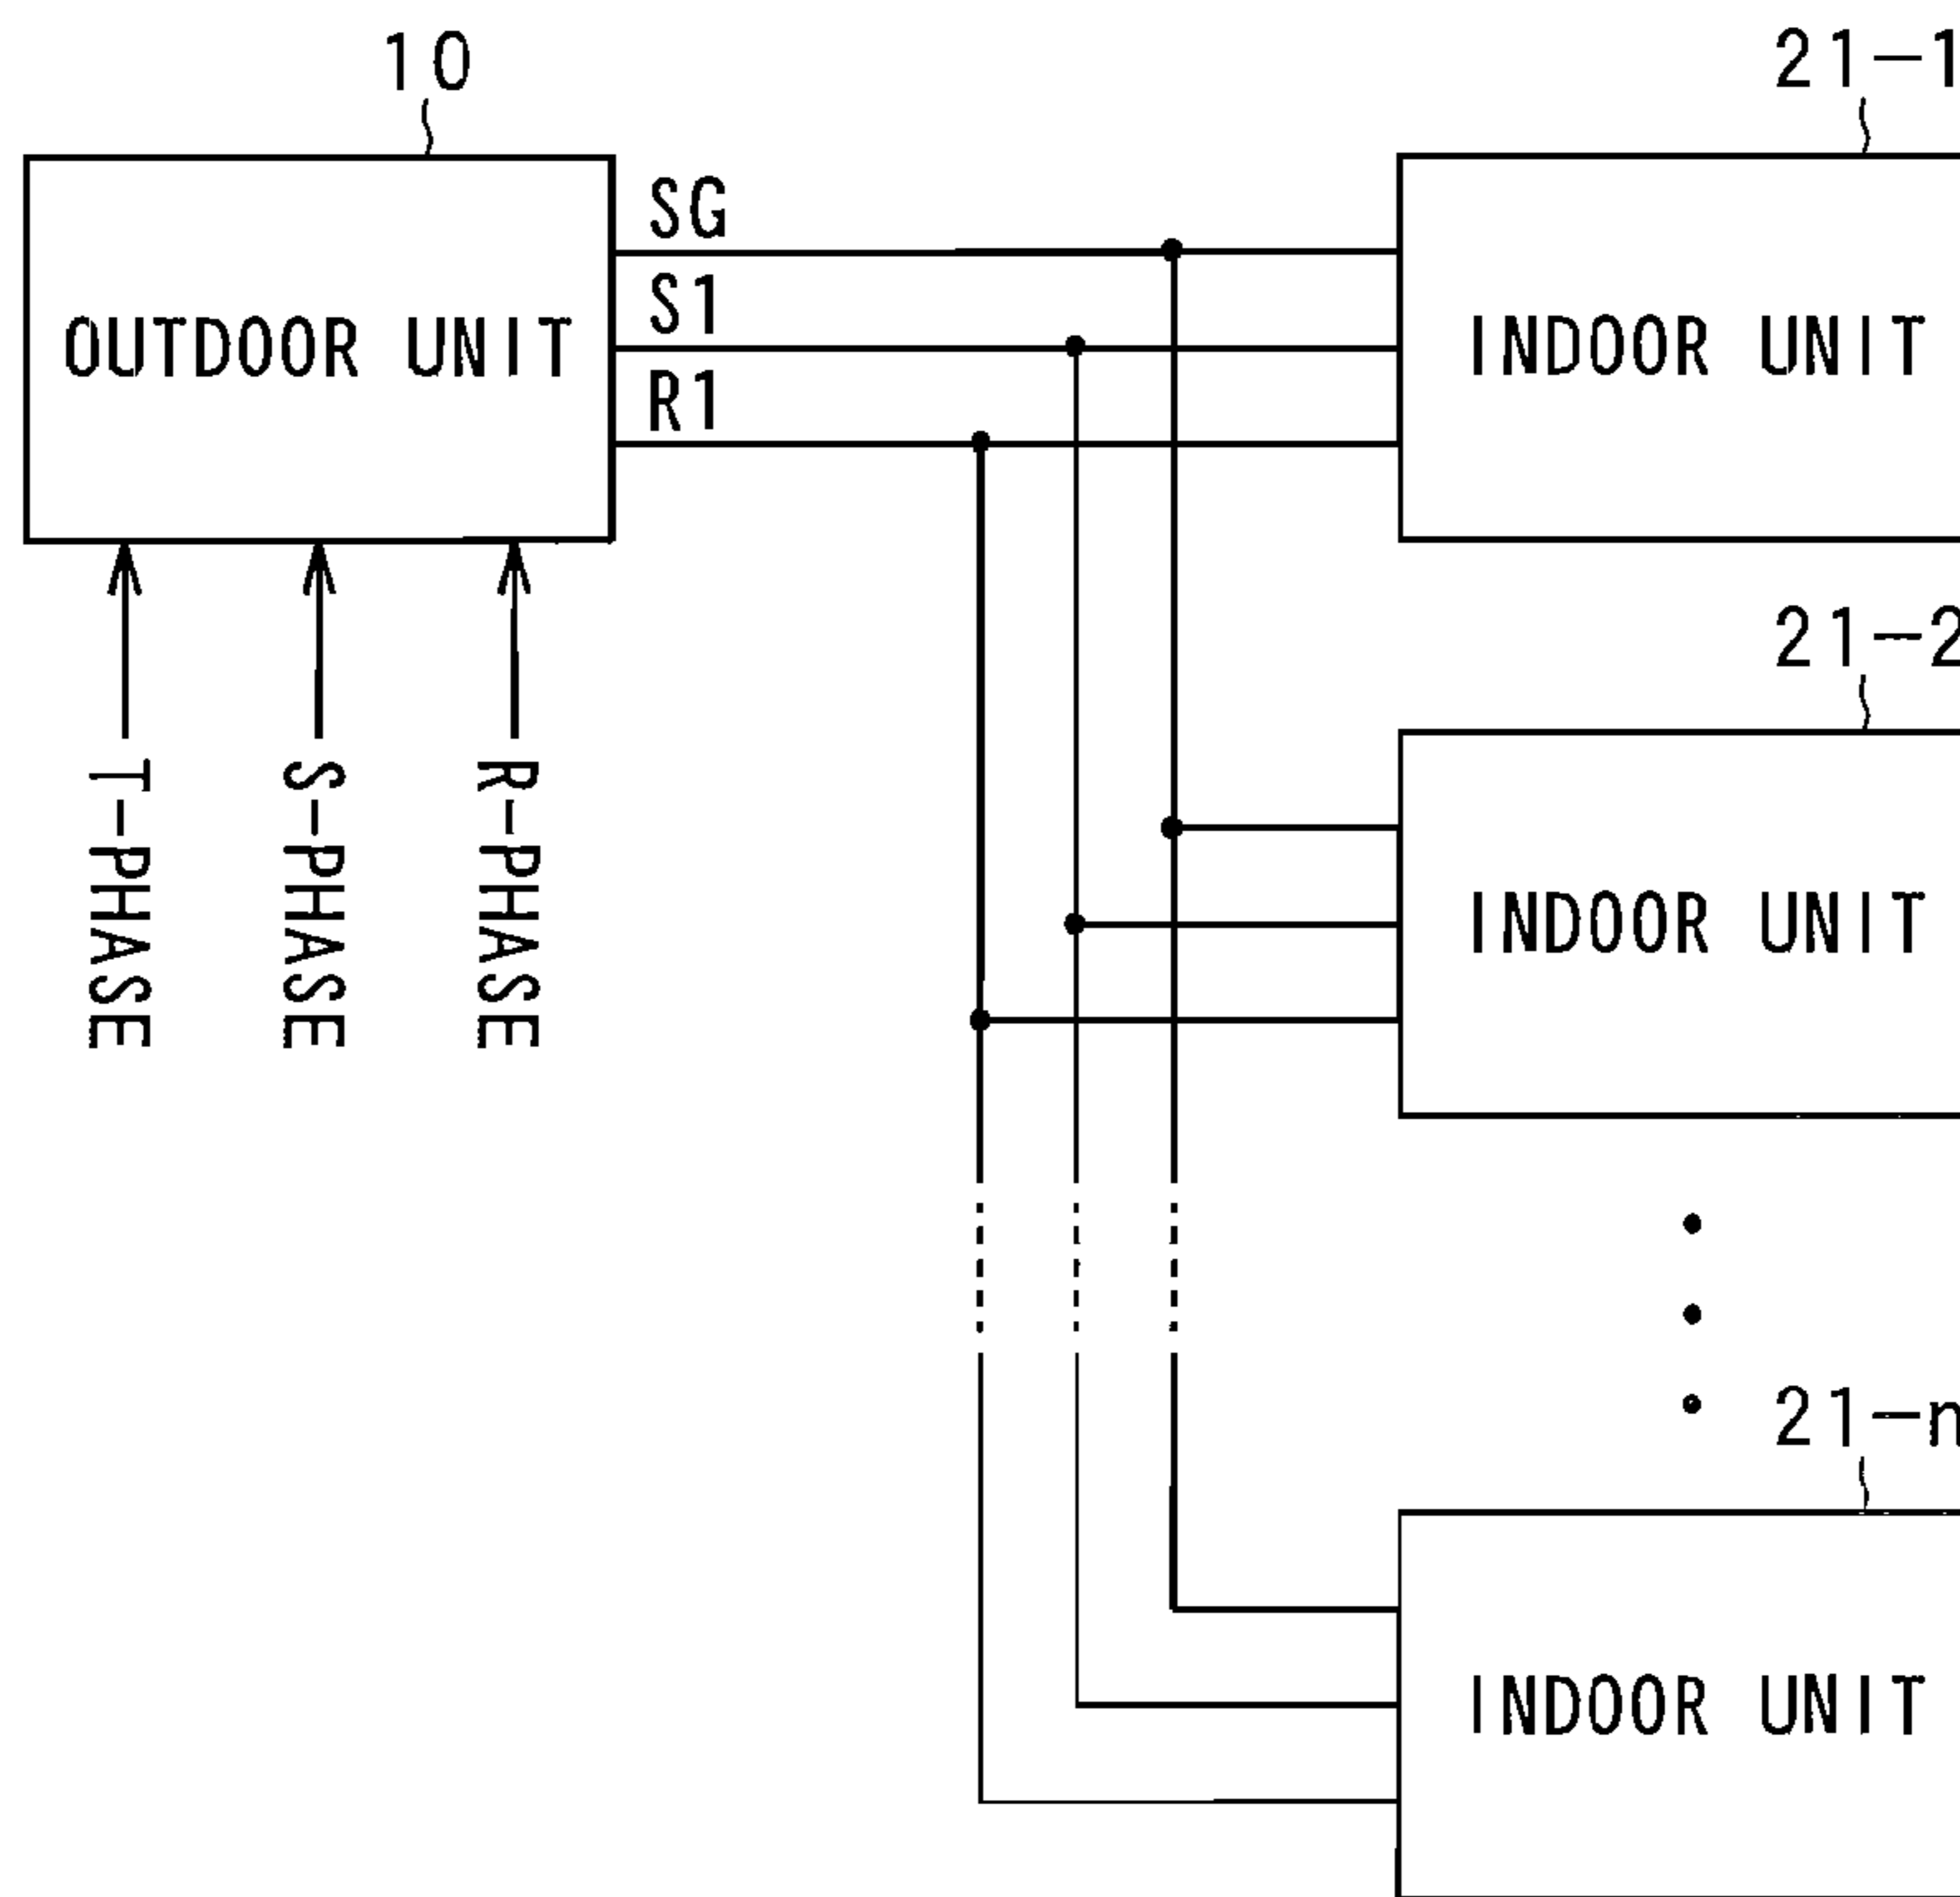 10
21-1
SG
S1
R1
OUTDOOR UNIT
INDOOR UNIT
21-2
T-PHASE
S-PHASE
R-PHASE
INDOOR UNIT
21-n
INDOOR UNIT